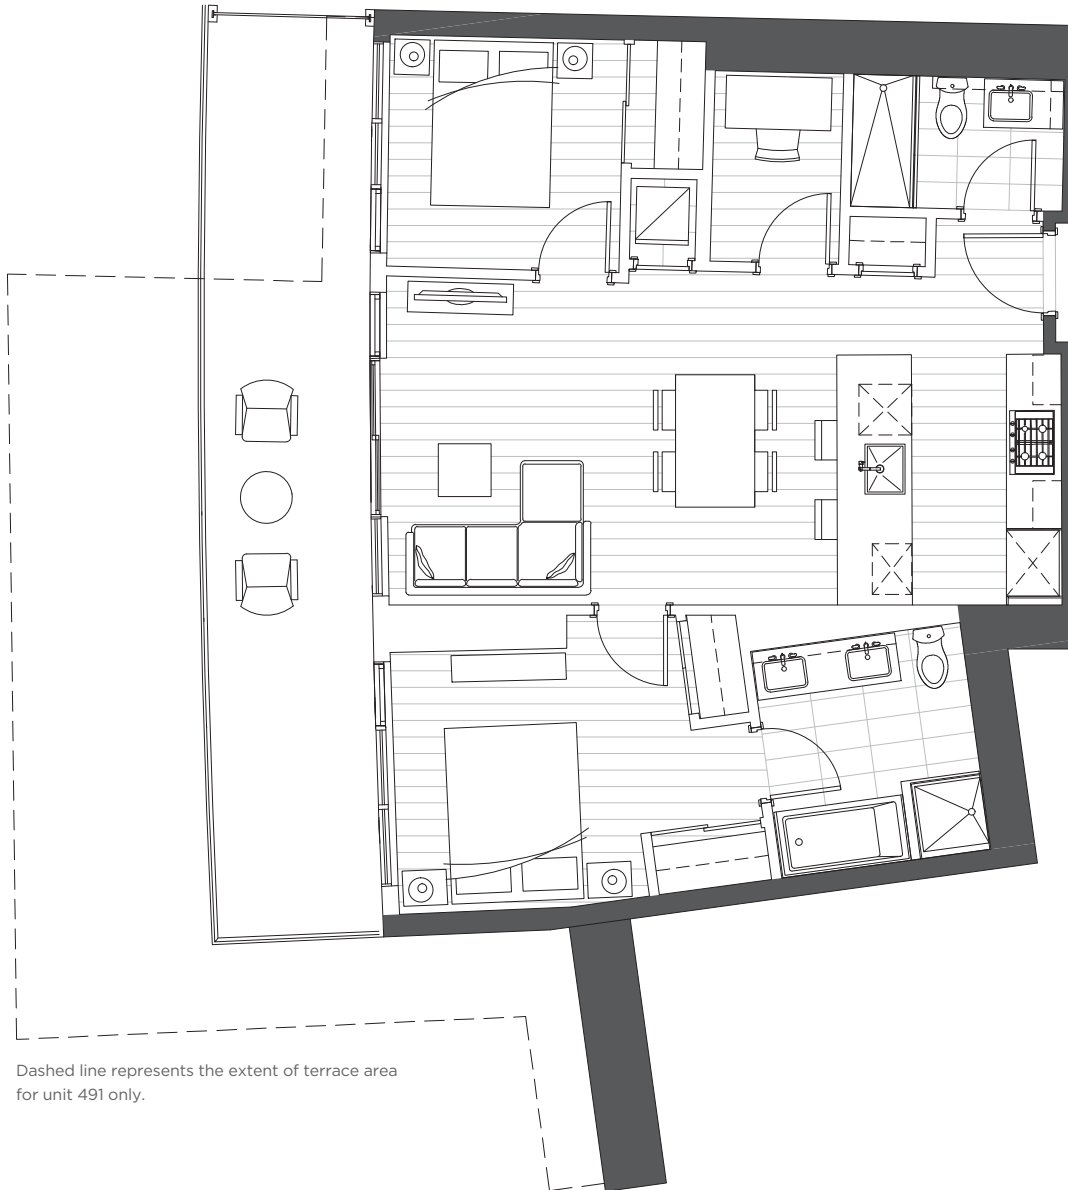 Dashed line represents the extent of terrace area
for unit 491 only.